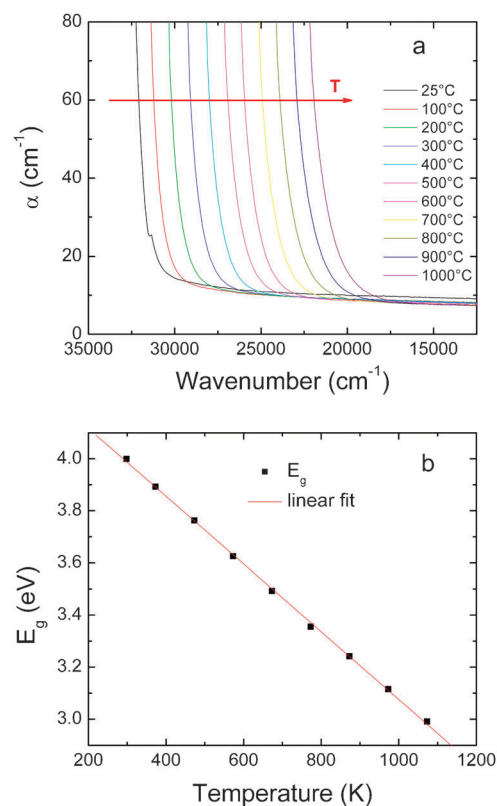 a
80
60
40
20
0
α (cm⁻¹)
T
25°C
100°C
200°C
300°C
400°C
500°C
600°C
700°C
800°C
900°C
1000°C
35000 30000 25000 20000 15000
Wavenumber (cm⁻¹)
b
4.0
3.8
3.6
3.4
3.2
3.0
E_g (eV)
E_g
linear fit
200 400 600 800 1000 1200
Temperature (K)